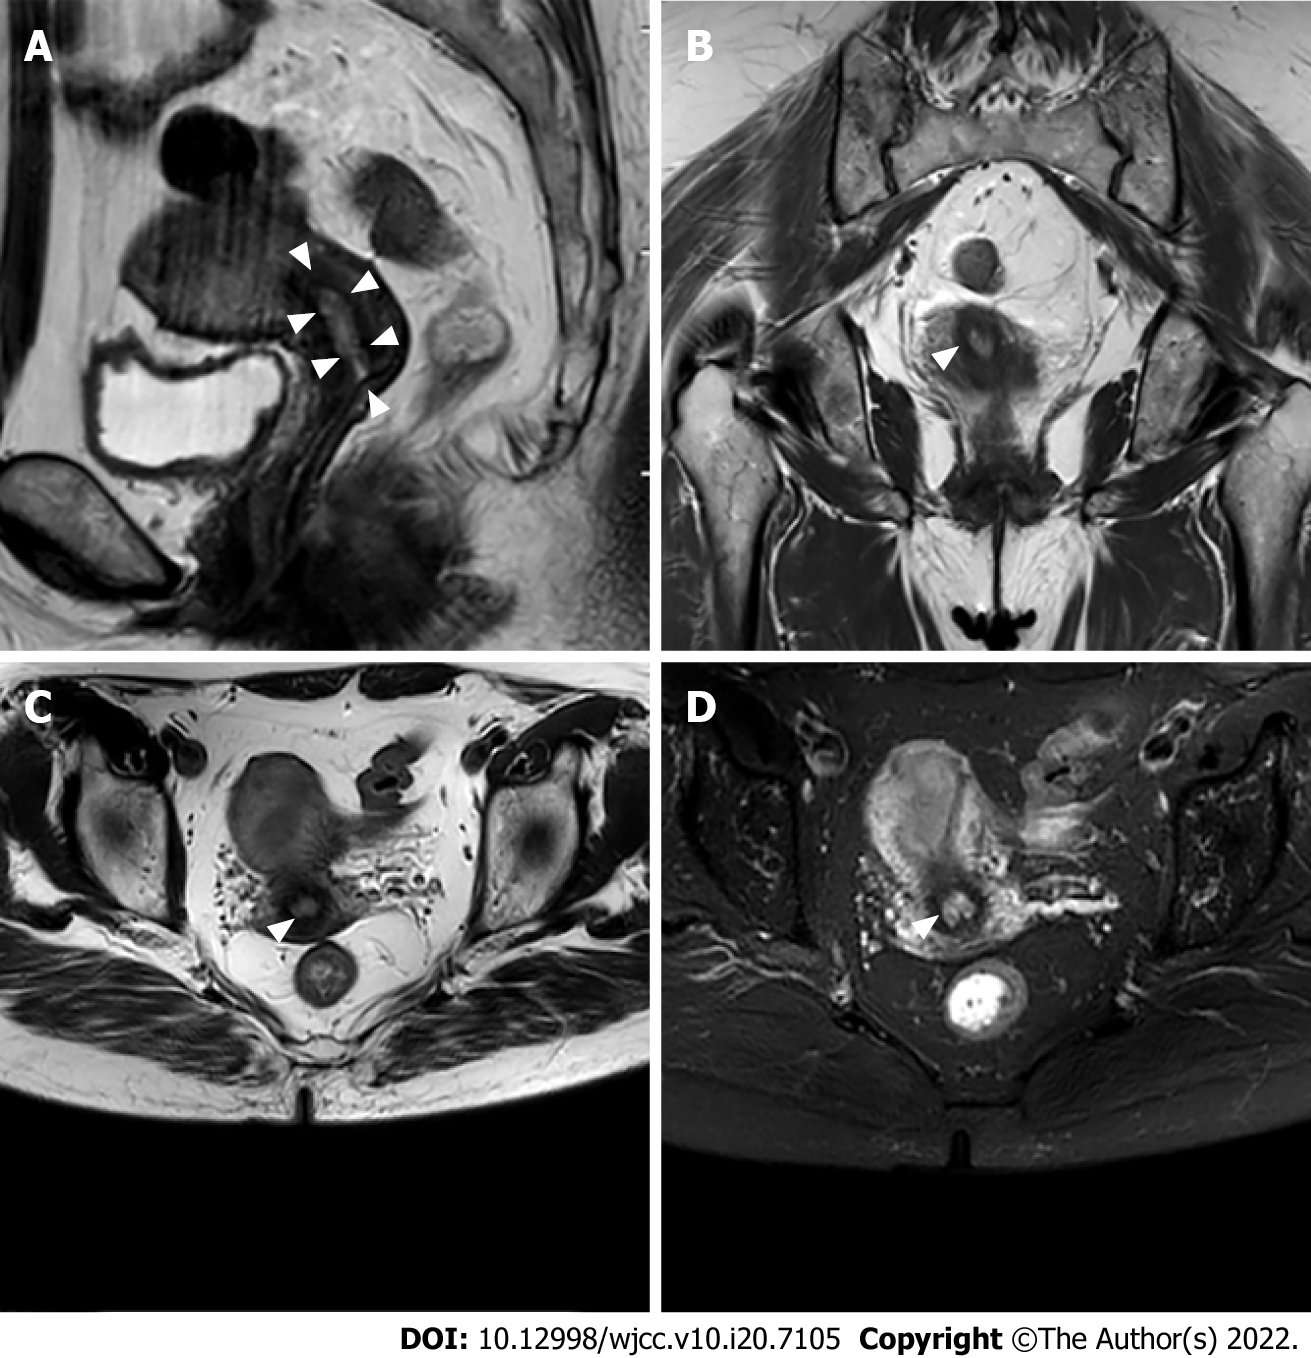 A
B
C
D
DOI: 10.12998/wjcc.v10.i20.7105 Copyright ©The Author(s) 2022.